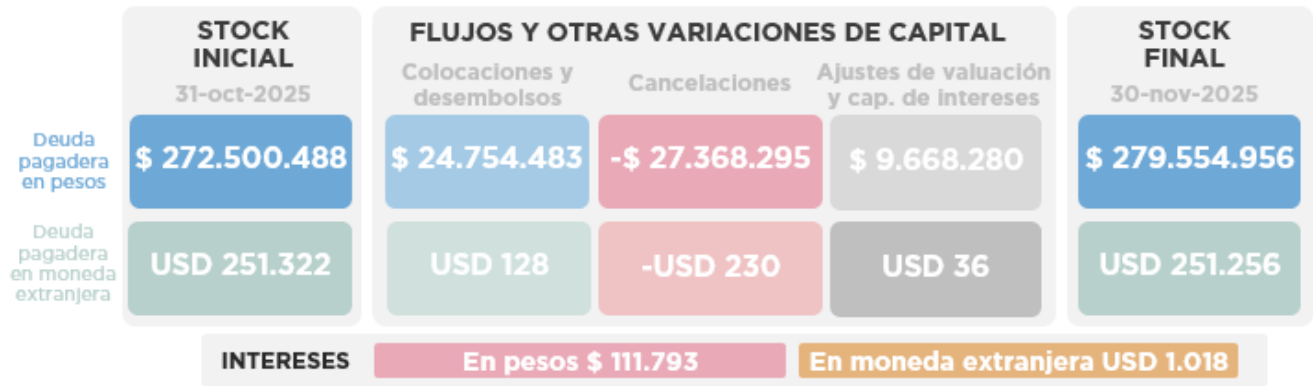 STOCK
INICIAL
31-oct-2025
FLUJOS Y OTRAS VARIACIONES DE CAPITAL
Colocaciones y
desembolsos
Cancelaciones
Ajustes de valuación
y cap. de intereses
STOCK
FINAL
30-nov-2025
Deuda
pagadera
en pesos
$ 272.500.488
$ 24.754.483
-$ 27.368.295
$ 9.668.280
$ 279.554.956
Deuda
pagadera
en moneda
extranjera
USD 251.322
USD 128
-USD 230
USD 36
USD 251.256
INTERESES
En pesos $ 111.793
En moneda extranjera USD 1.018